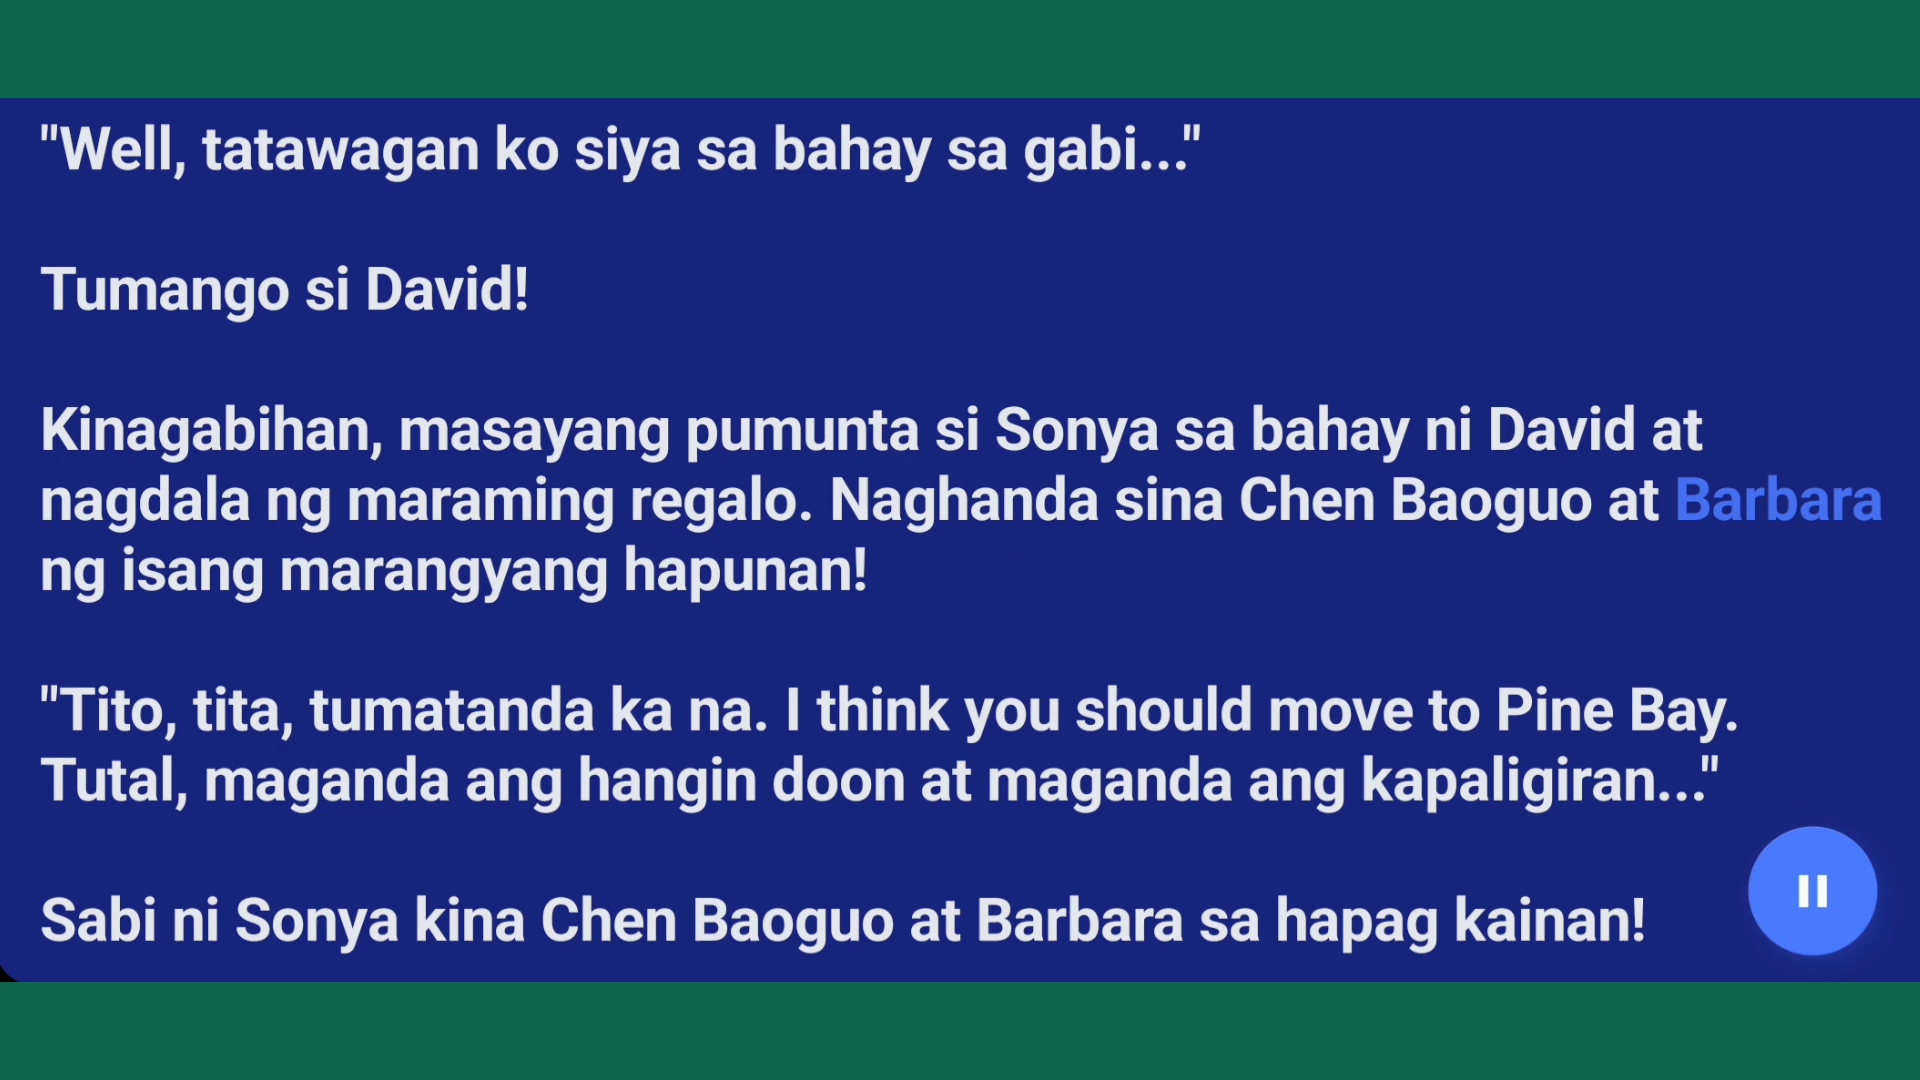 "Well, tatawagan ko siya sa bahay sa gabi..."
Tumango si David!
Kinagabihan, masayang pumunta si Sonya sa bahay ni David at
nagdala ng maraming regalo. Naghanda sina Chen Baoguo at Barbara
ng isang marangyang hapunan!
"Tito, tita, tumatanda ka na. I think you should move to Pine Bay.
Tutal, maganda ang hangin doon at maganda ang kapaligiran..."
Sabi ni Sonya kina Chen Baoguo at Barbara sa hapag kainan!